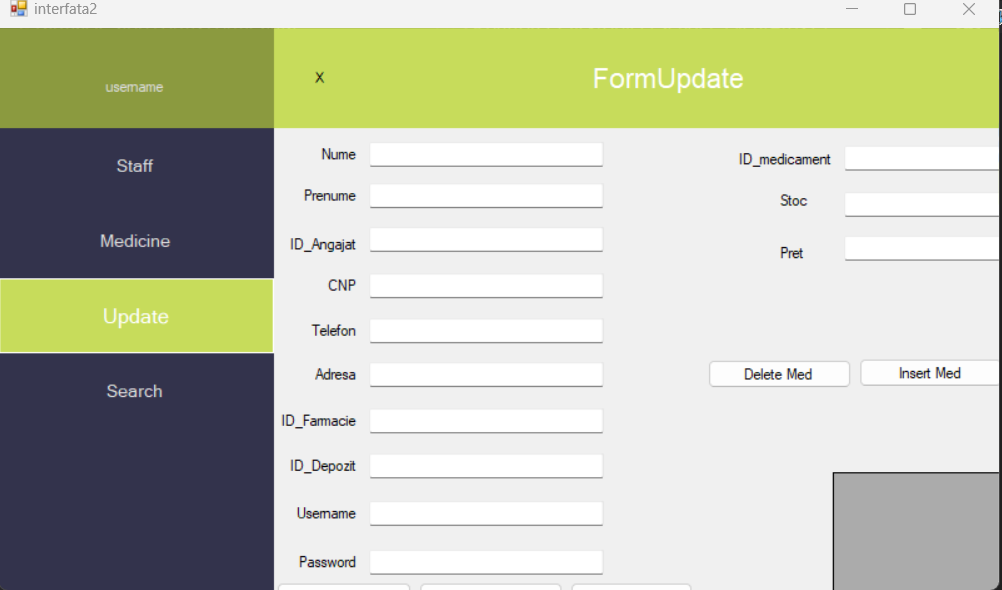 interfata2
username
X
FormUpdate
Staff
Medicine
Update
Search
Nume
Prenume
ID_Angajat
CNP
Telefon
Adresa
ID_Farmacie
ID_Depozit
Username
Password
ID_medicament
Stoc
Pret
Delete Med
Insert Med